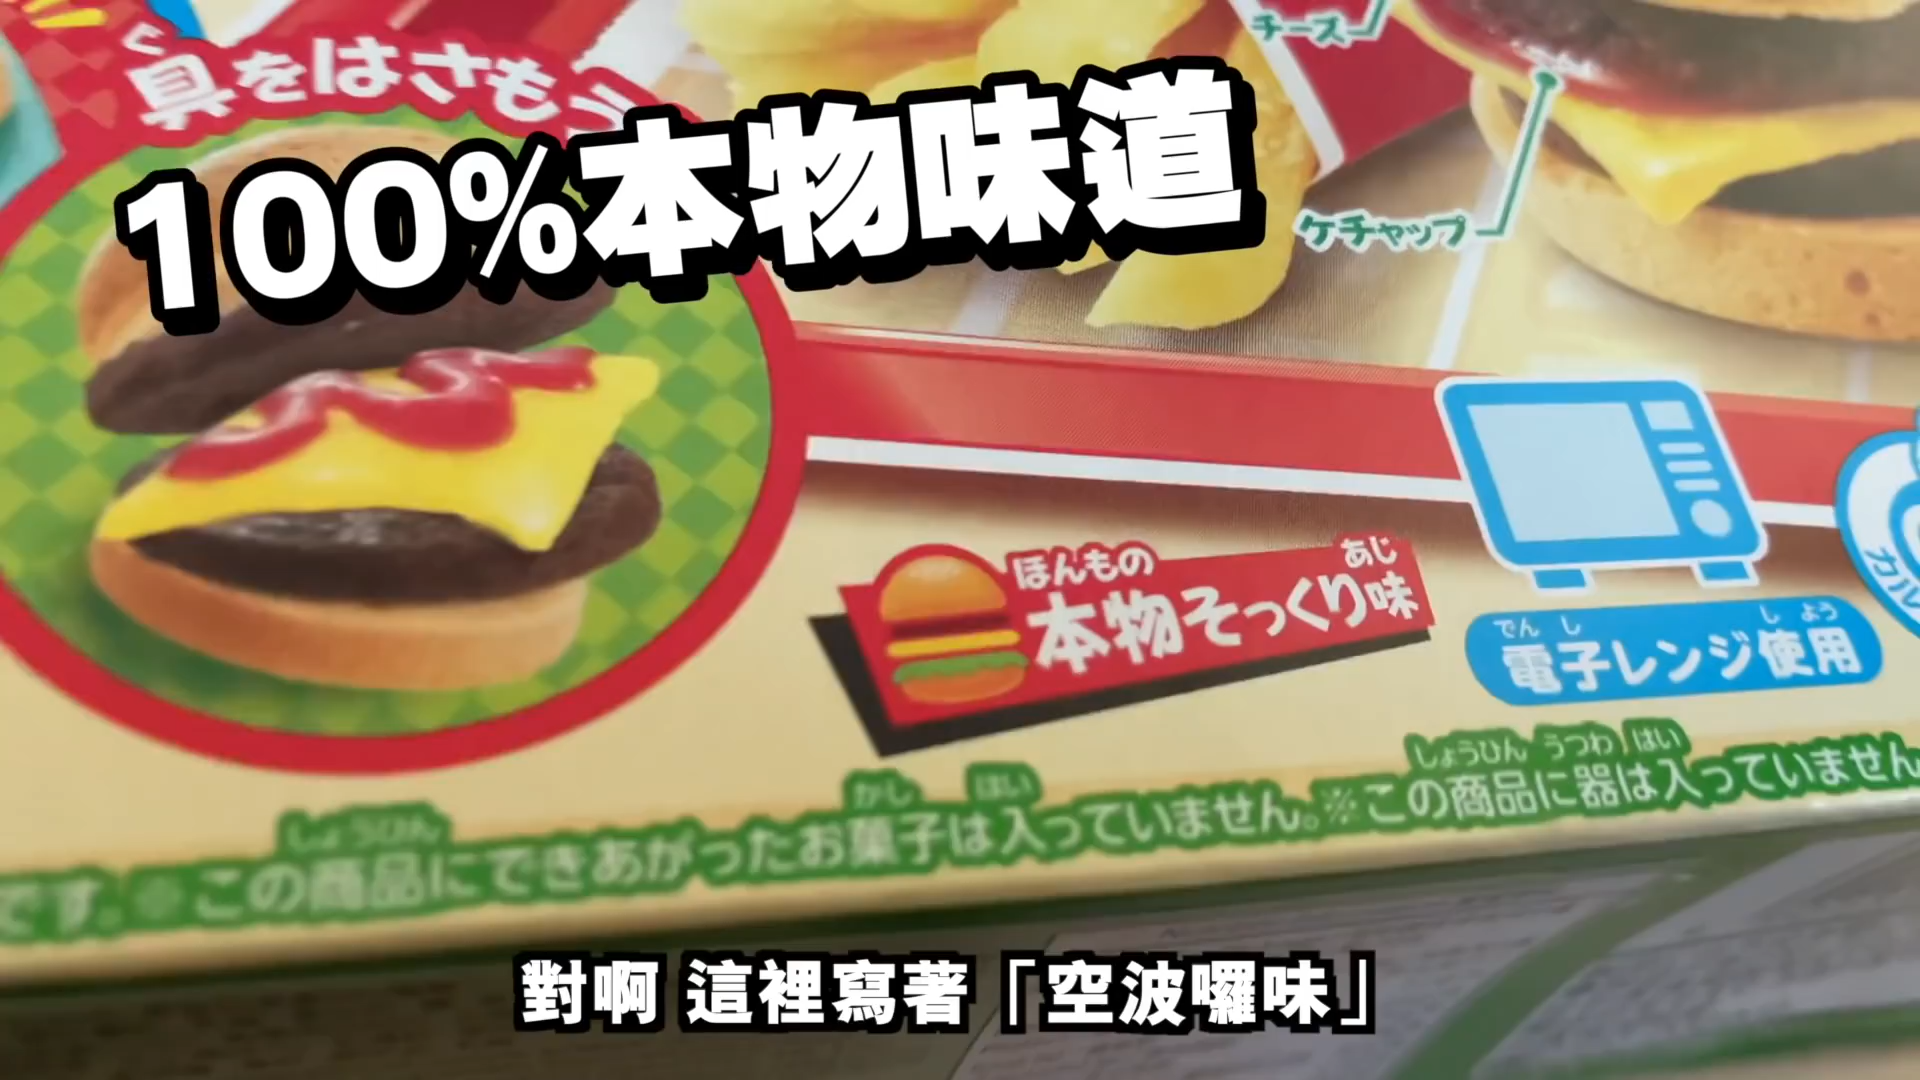 チーズ
ぐ
具をはさもう
100%本物味道
ケチャップ
ほんもの あじ
本物そっくり味
でん し し よう
電子レンジ使用
カル
しょうひん うつわ はい
しょうひん かし はい
です。※この商品にできあがったお菓子は入っていません。※この商品に器は入っていません
對啊 這裡寫著「空波囉味」